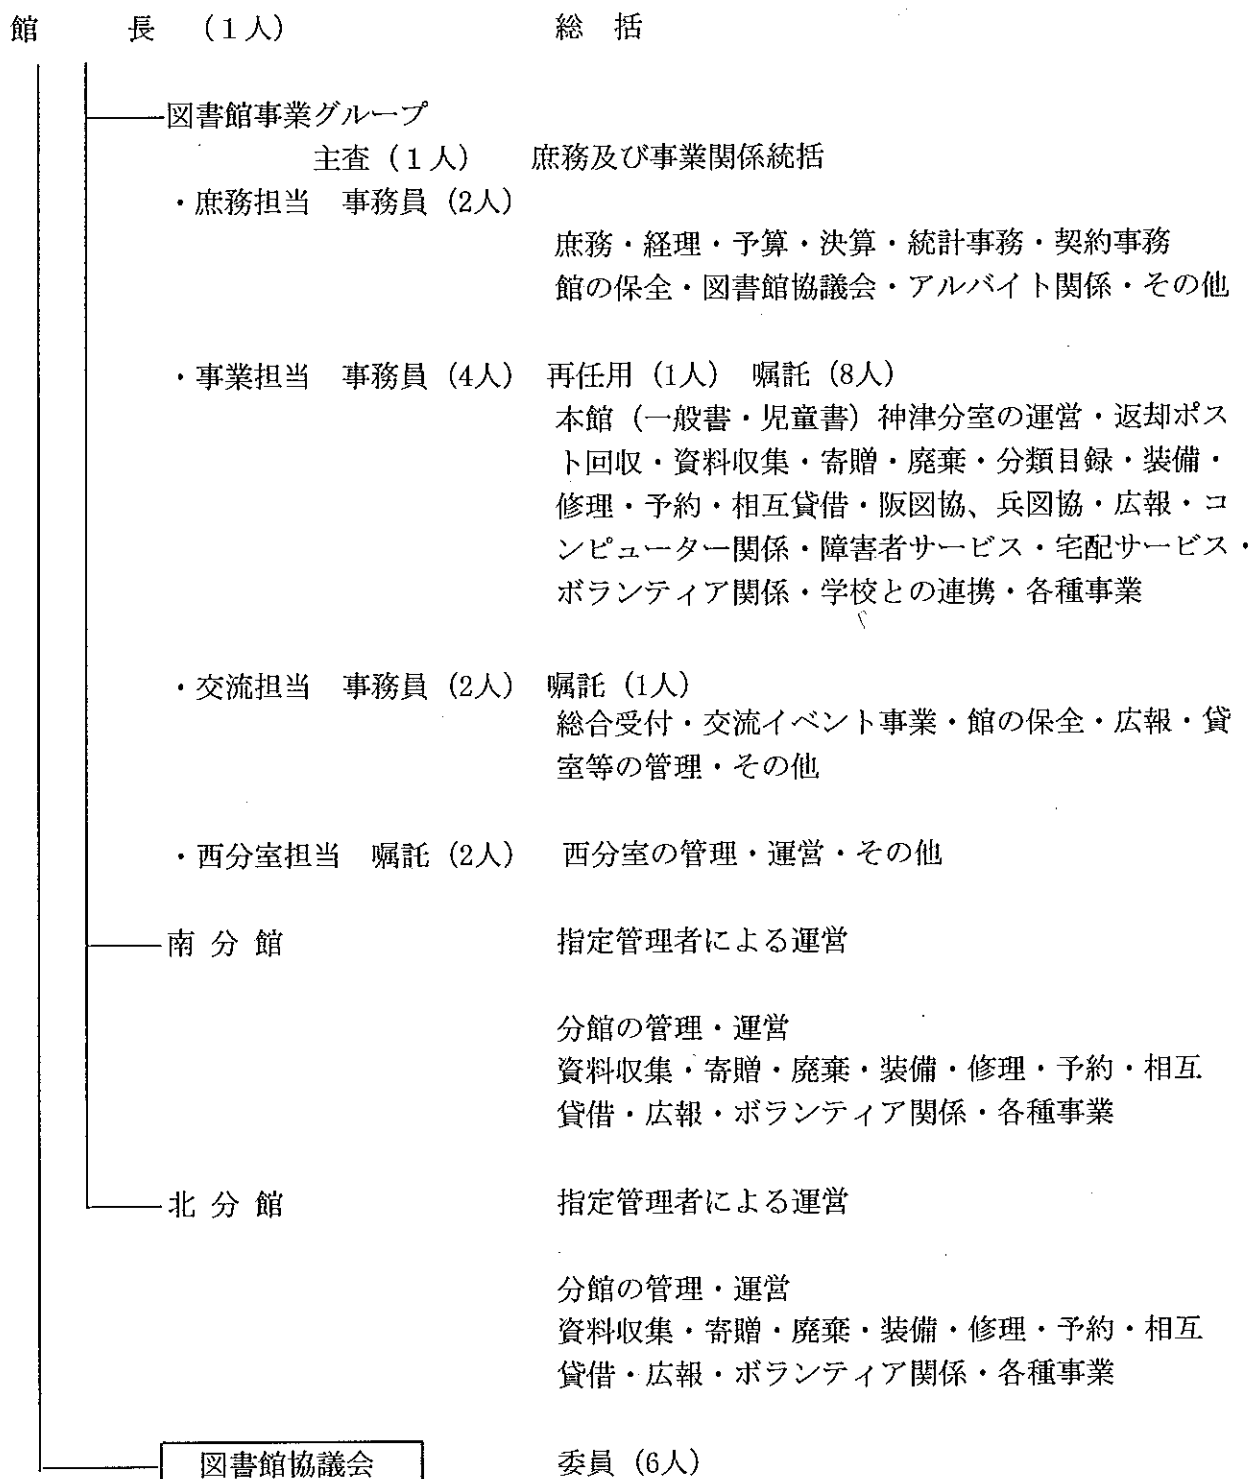 館　　長　（１人）　　総　括
図書館事業グループ
主査（１人）　庶務及び事業関係統括
・庶務担当　事務員（2人）
庶務・経理・予算・決算・統計事務・契約事務
館の保全・図書館協議会・アルバイト関係・その他
・事業担当　事務員（4人）　再任用（1人）　嘱託（8人）
本館（一般書・児童書）神津分室の運営・返却ポス
ト回収・資料収集・寄贈・廃棄・分類目録・装備・
修理・予約・相互貸借・阪図協、兵図協・広報・コ
ンピューター関係・障害者サービス・宅配サービス・
ボランティア関係・学校との連携・各種事業
・交流担当　事務員（2人）　嘱託（1人）
総合受付・交流イベント事業・館の保全・広報・貸
室等の管理・その他
・西分室担当　嘱託（2人）　西分室の管理・運営・その他
南 分 館　　指定管理者による運営
分館の管理・運営
資料収集・寄贈・廃棄・装備・修理・予約・相互
貸借・広報・ボランティア関係・各種事業
北 分 館　　指定管理者による運営
分館の管理・運営
資料収集・寄贈・廃棄・装備・修理・予約・相互
貸借・広報・ボランティア関係・各種事業
図書館協議会　　委員（6人）